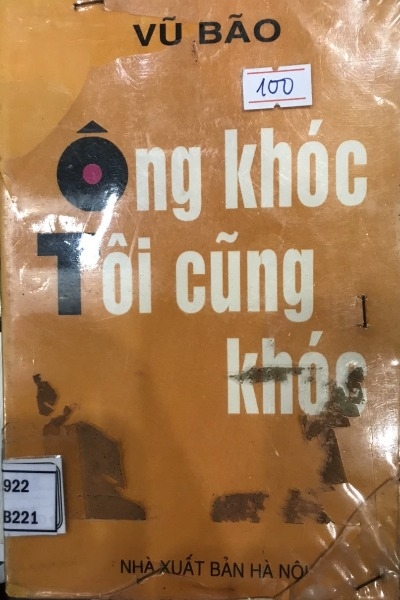 VŨ BÃO
100
Ông khóc
Tôi cũng
khóc
922
B221
NHÀ XUẤT BẢN HÀ NỘI